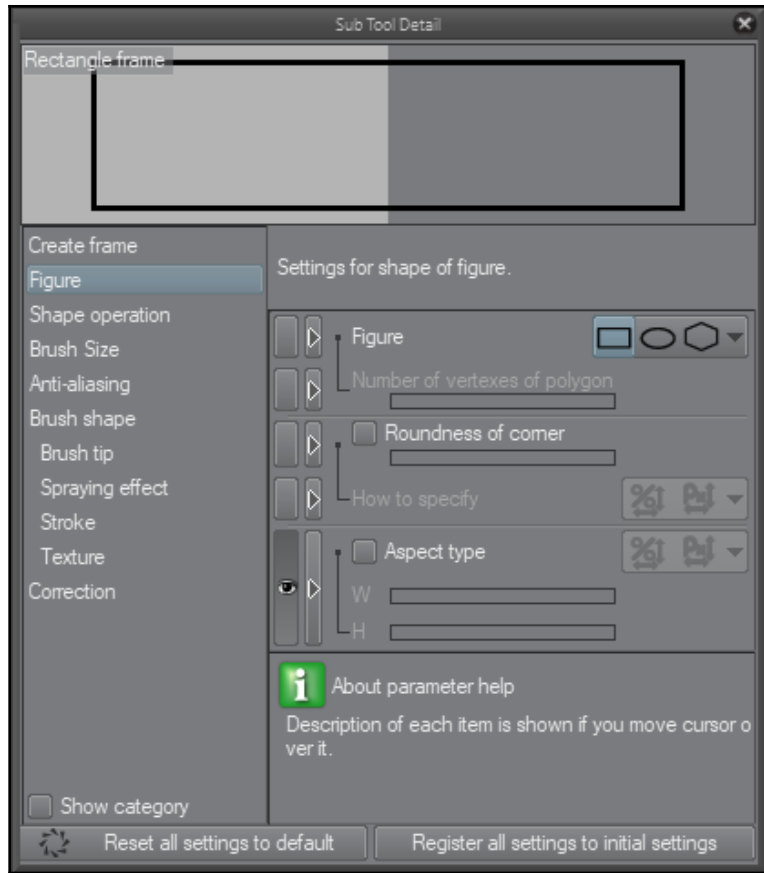 Sub Tool Detail
Rectangle frame
Create frame
Figure
Shape operation
Brush Size
Anti-aliasing
Brush shape
Brush tip
Spraying effect
Stroke
Texture
Correction
Show category
Settings for shape of figure.
Figure
Number of vertexes of polygon
Roundness of corner
How to specify
Aspect type
W
H
About parameter help
Description of each item is shown if you move cursor o
ver it.
Reset all settings to default
Register all settings to initial settings